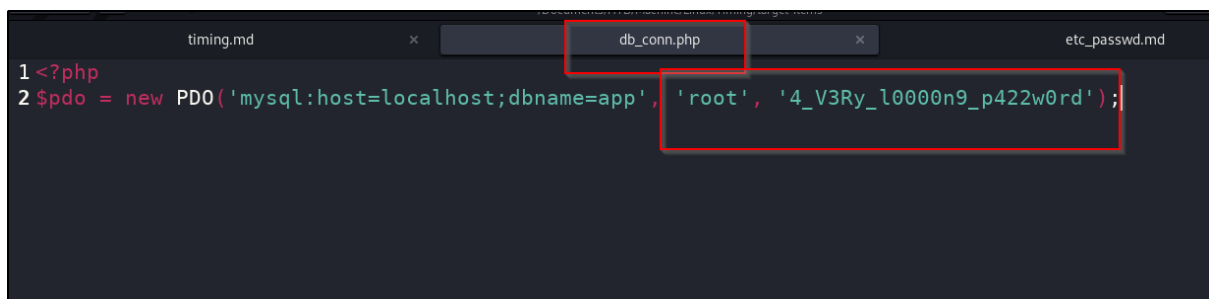 timing.md × db_conn.php × etc_passwd.md
1 <?php
2 $pdo = new PDO('mysql:host=localhost;dbname=app', 'root', '4_V3Ry_l0000n9_p422w0rd');